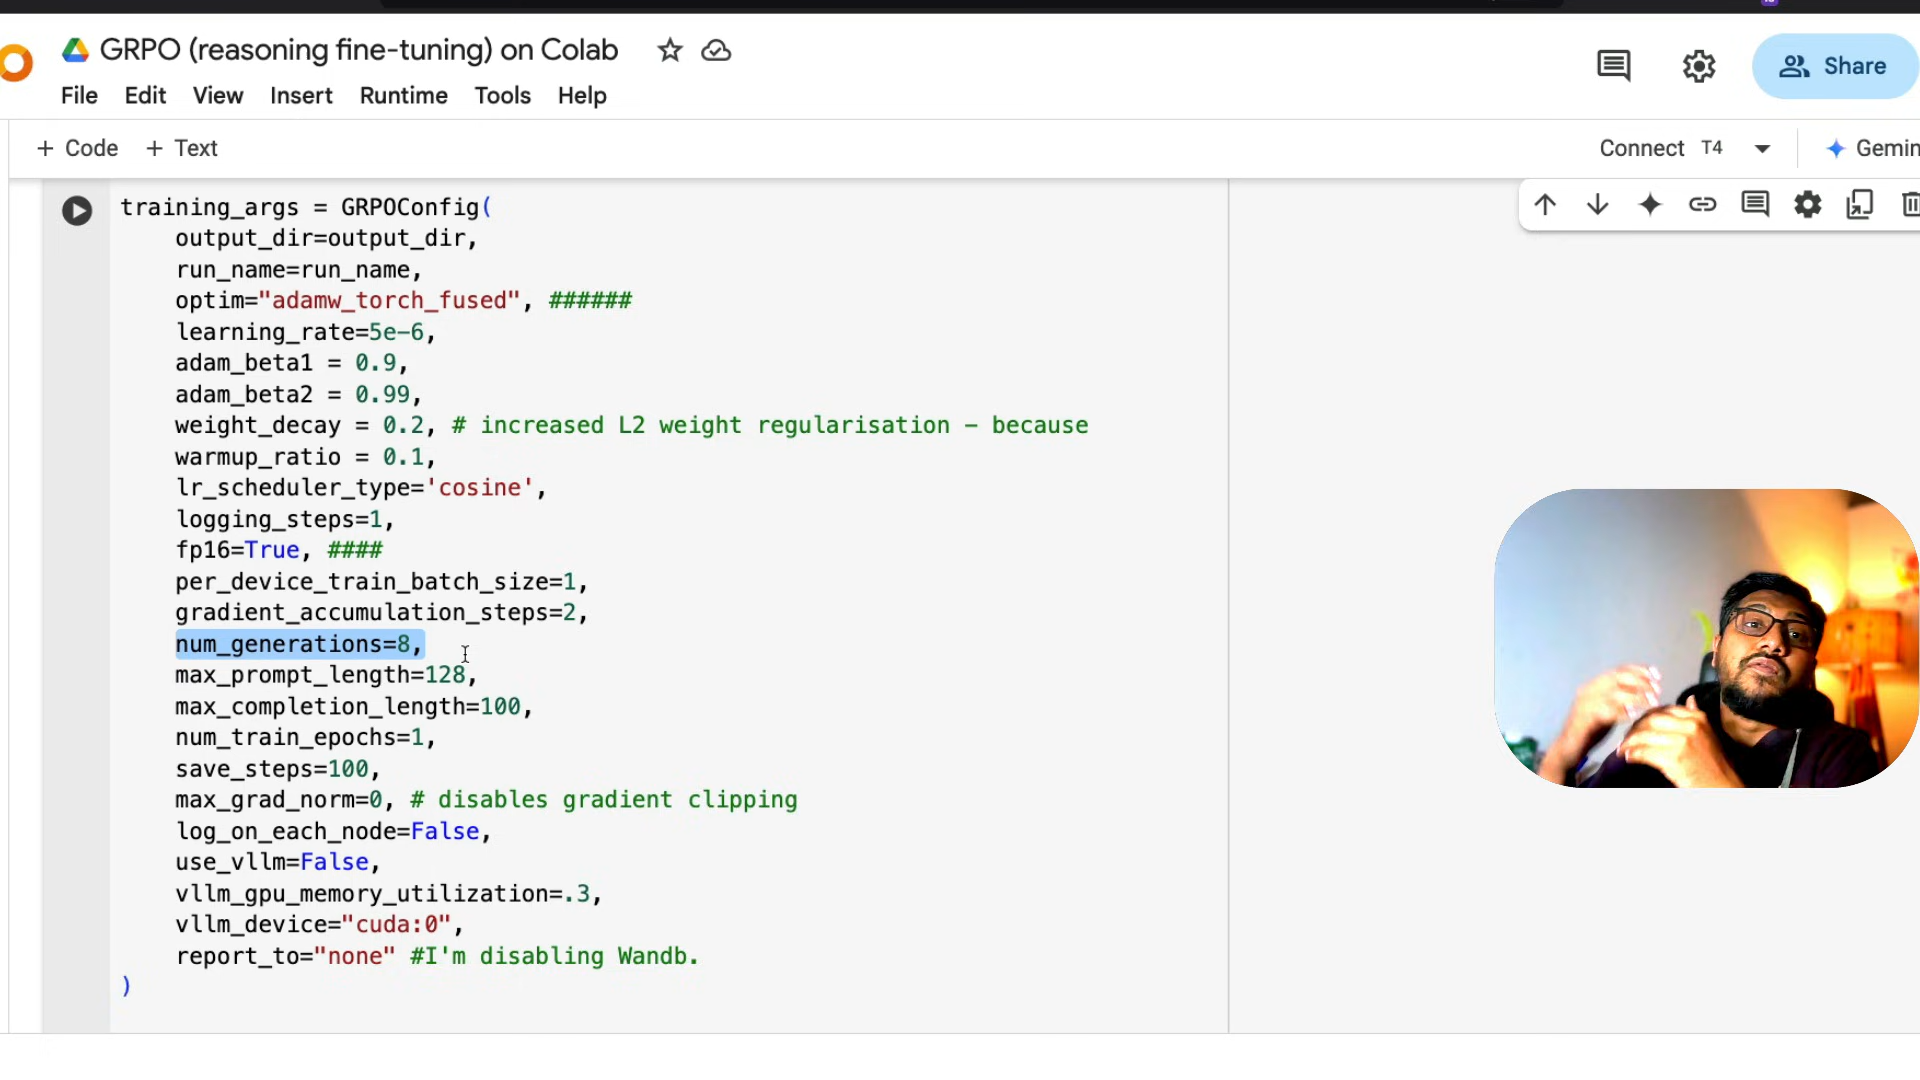 GRPO (reasoning fine-tuning) on Colab
File Edit View Insert Runtime Tools Help
Share
+ Code + Text
Connect T4
training_args = GRPOConfig(
output_dir=output_dir,
run_name=run_name,
optim="adamw_torch_fused", ######
learning_rate=5e-6,
adam_beta1 = 0.9,
adam_beta2 = 0.99,
weight_decay = 0.2, # increased L2 weight regularisation - because
warmup_ratio = 0.1,
lr_scheduler_type='cosine',
logging_steps=1,
fp16=True, ####
per_device_train_batch_size=1,
gradient_accumulation_steps=2,
num_generations=8,
max_prompt_length=128,
max_completion_length=100,
num_train_epochs=1,
save_steps=100,
max_grad_norm=0, # disables gradient clipping
log_on_each_node=False,
use_vllm=False,
vllm_gpu_memory_utilization=.3,
vllm_device="cuda:0",
report_to="none" #I'm disabling Wandb.
)